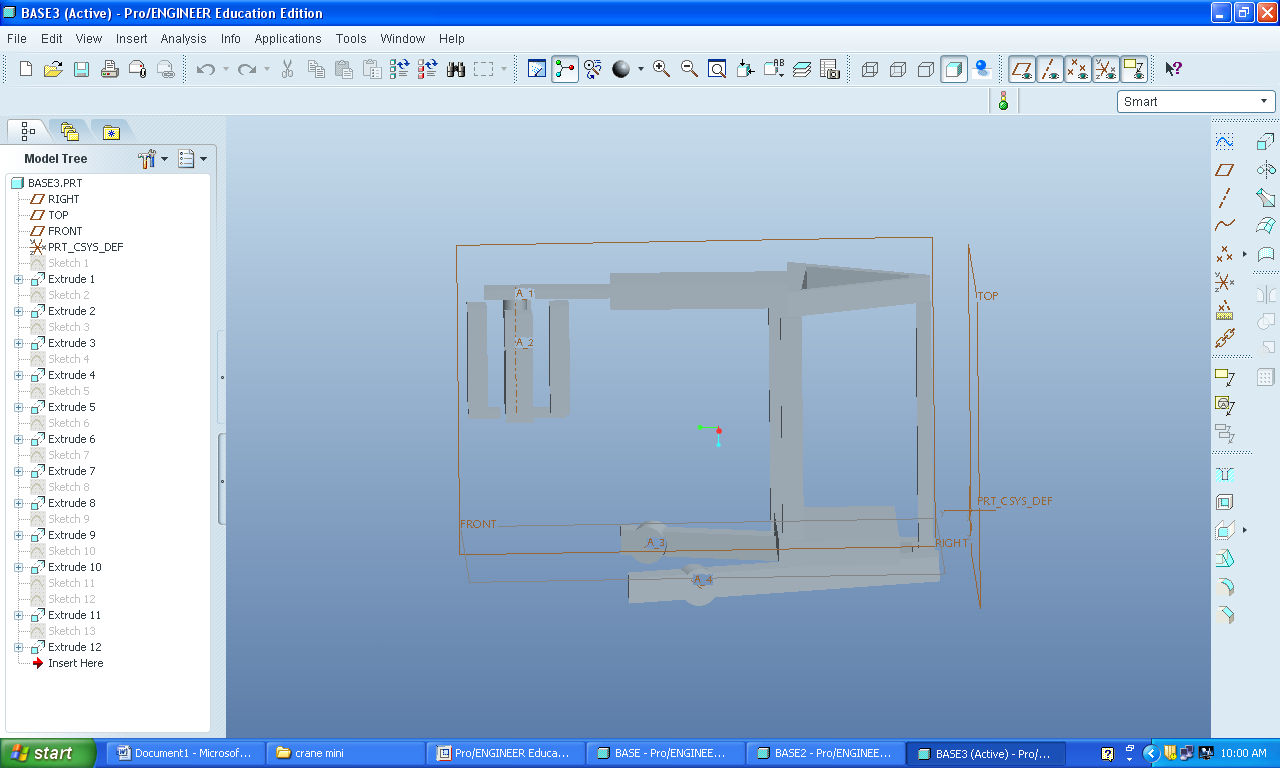 BASE3 (Active) - Pro/ENGINEER Education Edition
File Edit View Insert Analysis Info Applications Tools Window Help
Smart
Model Tree
BASE3.PRT
RIGHT
TOP
FRONT
PRT_CSYS_DEF
Sketch 1
Extrude 1
Sketch 2
Extrude 2
Sketch 3
Extrude 3
Sketch 4
Extrude 4
Sketch 5
Extrude 5
Sketch 6
Extrude 6
Sketch 7
Extrude 7
Sketch 8
Extrude 8
Sketch 9
Extrude 9
Sketch 10
Extrude 10
Sketch 11
Sketch 12
Extrude 11
Sketch 13
Extrude 12
Insert Here
A_1
TOP
A_2
PRT_CSYS_DEF
FRONT
A_3
RIGHT
A_4
start
Document1 - Microsof...
crane mini
Pro/ENGINEER Educa...
BASE - Pro/ENGINEE...
BASE2 - Pro/ENGINEE...
BASE3 (Active) - Pro/...
10:00 AM